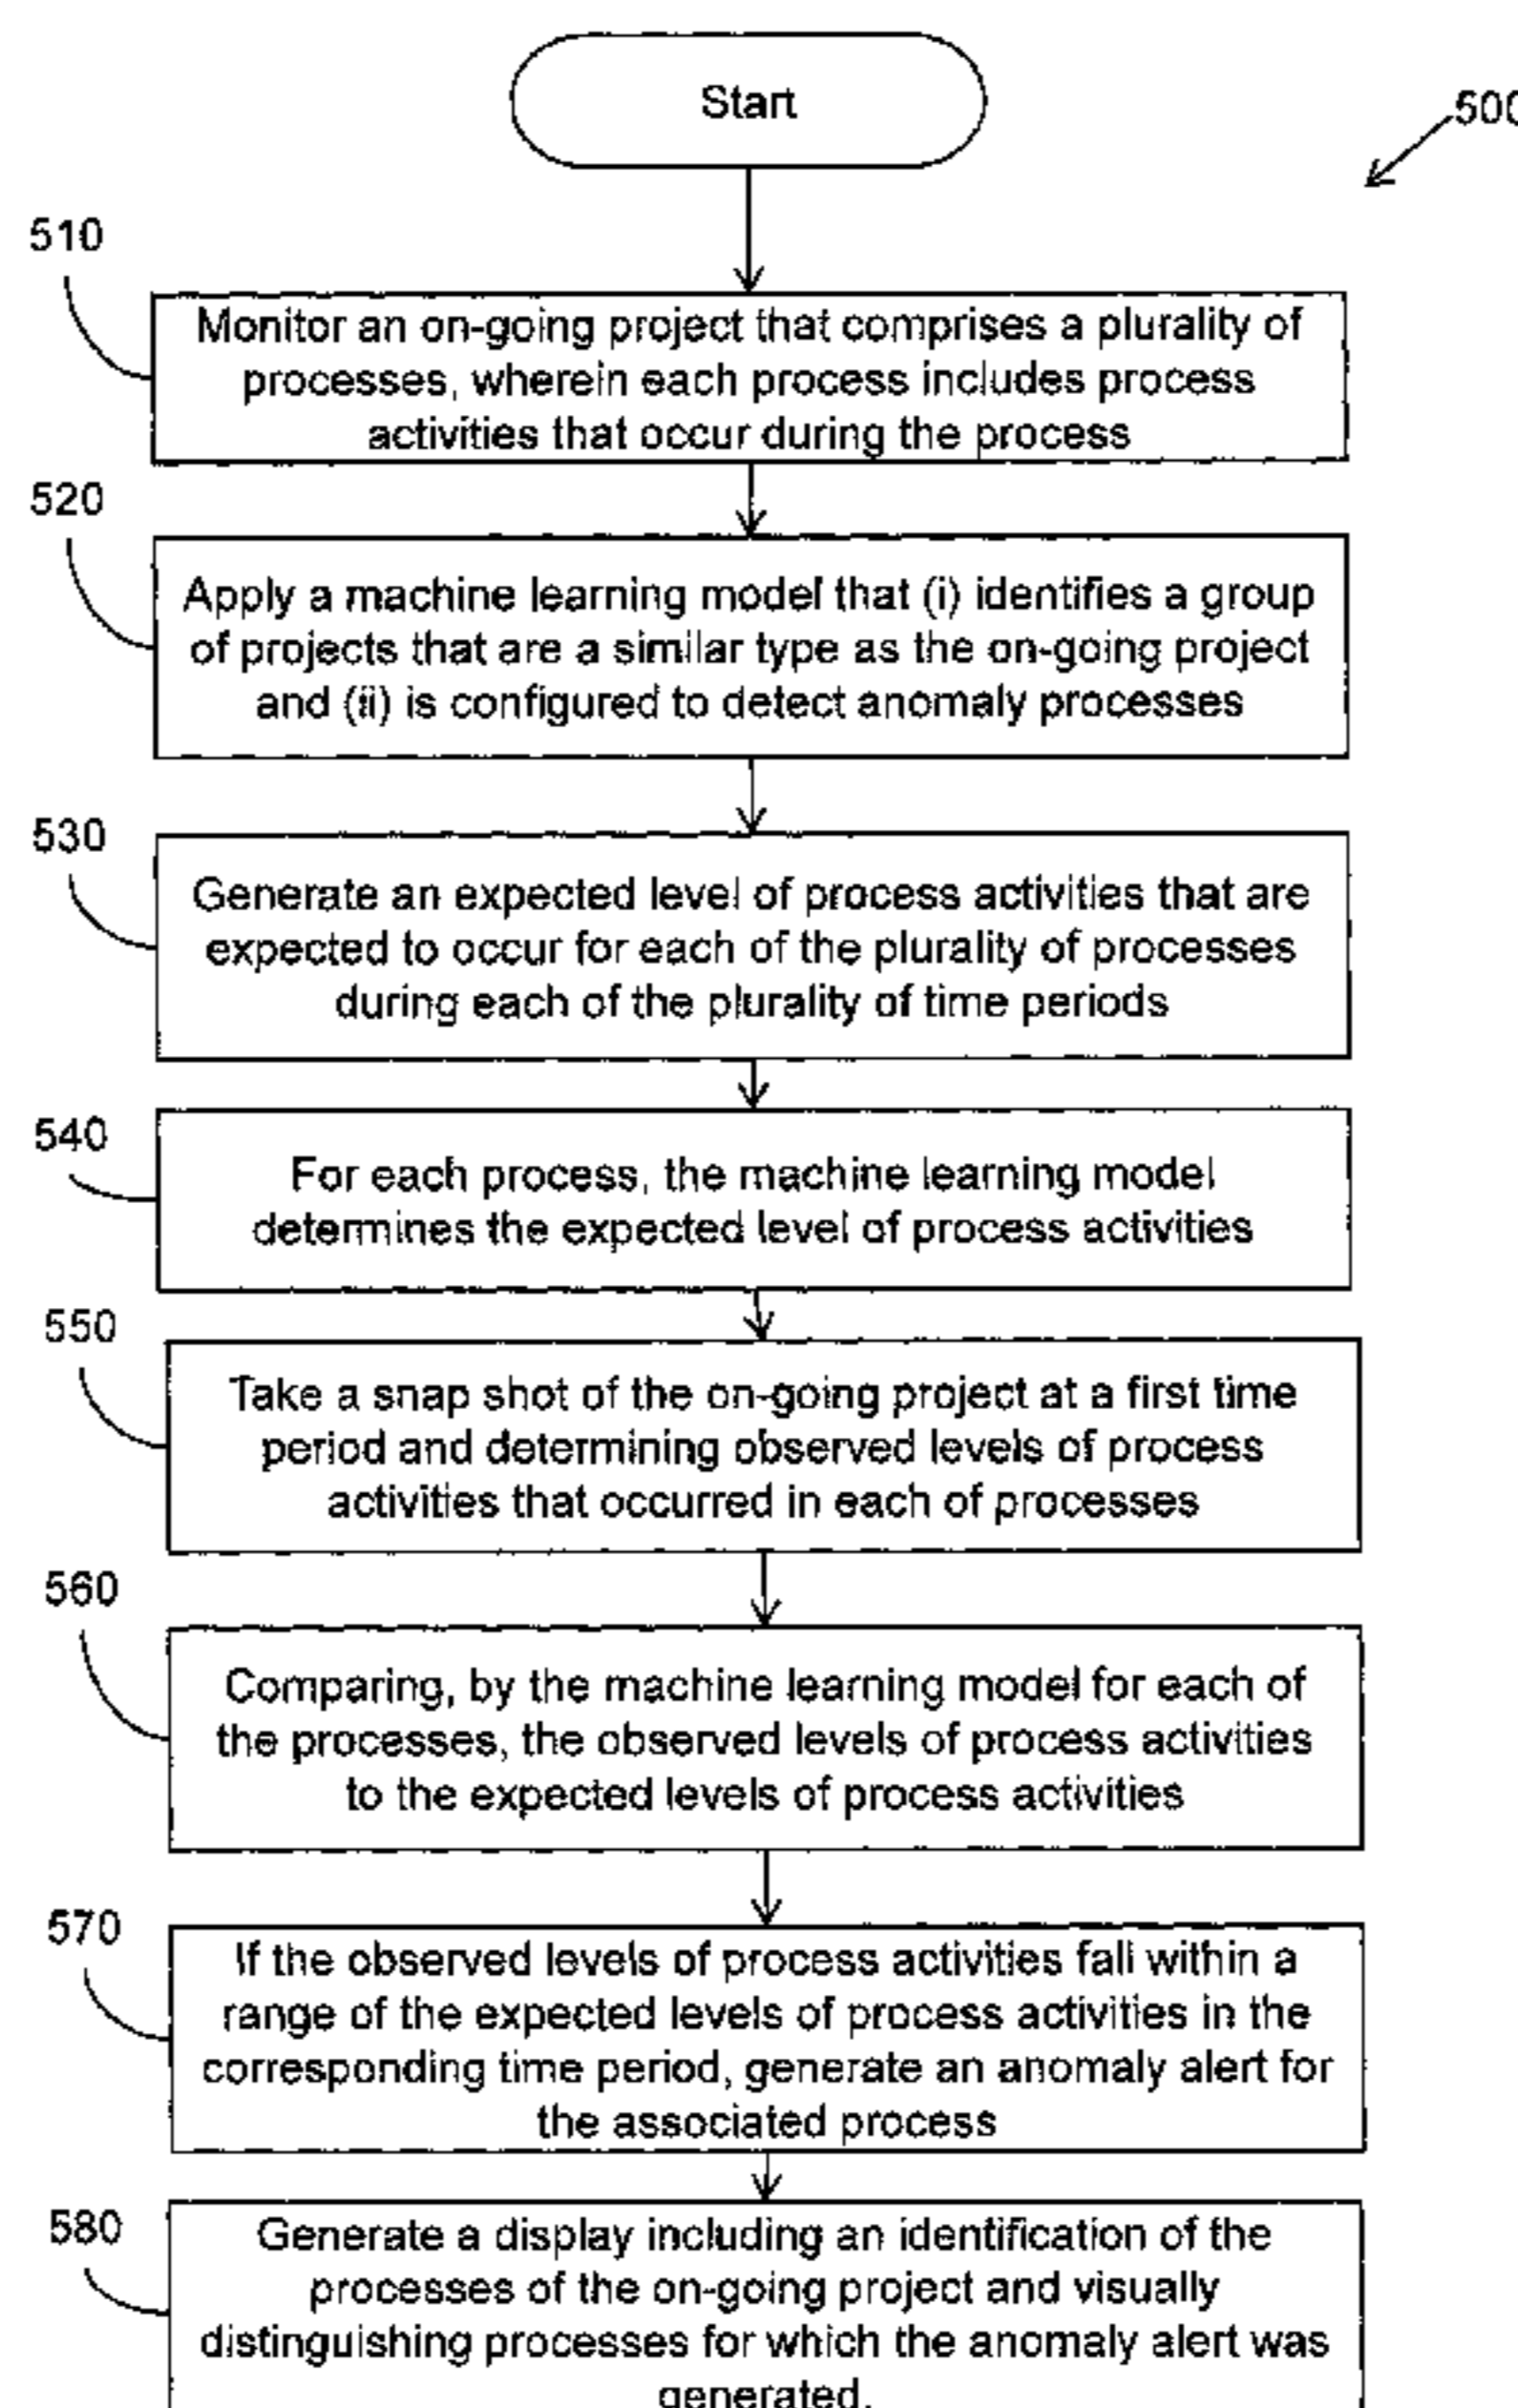 Start
500
510
Monitor an on-going project that comprises a plurality of
processes, wherein each process includes process
activities that occur during the process
520
Apply a machine learning model that (i) identifies a group
of projects that are a similar type as the on-going project
and (ii) is configured to detect anomaly processes
530
Generate an expected level of process activities that are
expected to occur for each of the plurality of processes
during each of the plurality of time periods
540
For each process, the machine learning model
determines the expected level of process activities
550
Take a snap shot of the on-going project at a first time
period and determining observed levels of process
activities that occurred in each of processes
560
Comparing, by the machine learning model for each of
the processes, the observed levels of process activities
to the expected levels of process activities
570
If the observed levels of process activities fall within a
range of the expected levels of process activities in the
corresponding time period, generate an anomaly alert for
the associated process
580
Generate a display including an identification of the
processes of the on-going project and visually
distinguishing processes for which the anomaly alert was
generated.